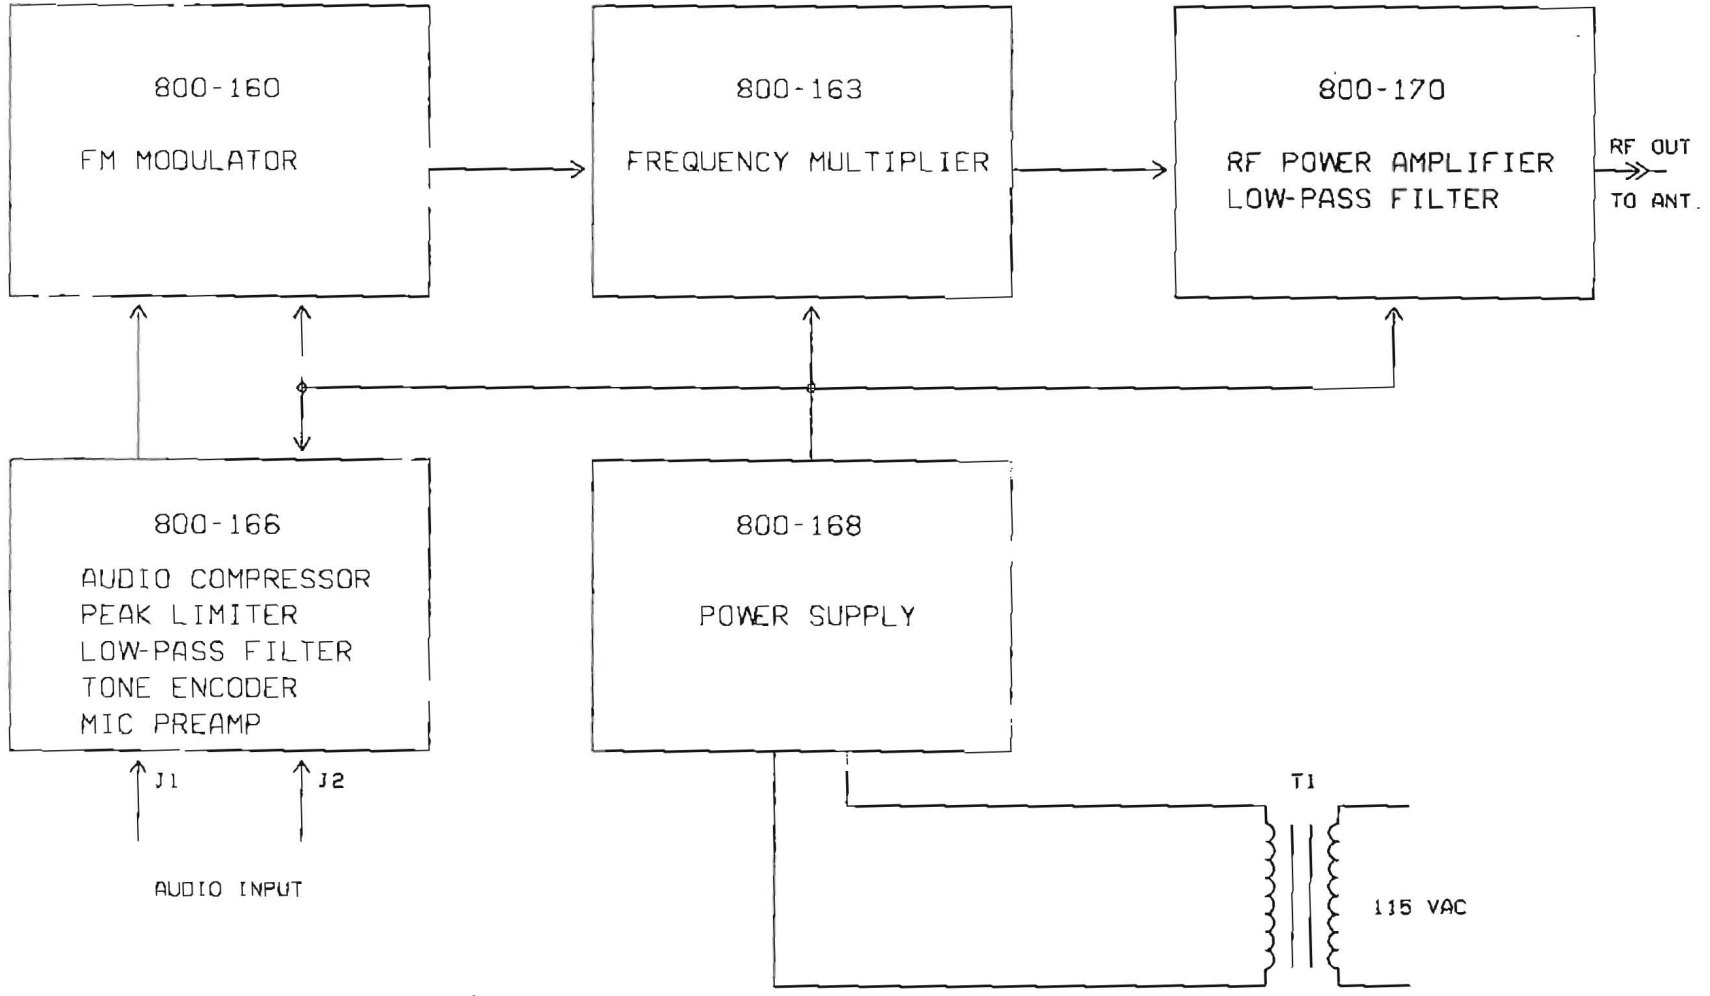 800-160
FM MODULATOR
800-163
FREQUENCY MULTIPLIER
800-170
RF POWER AMPLIFIER
LOW-PASS FILTER
RF OUT
TO ANT.
800-166
AUDIO COMPRESSOR
PEAK LIMITER
LOW-PASS FILTER
TONE ENCODER
MIC PREAMP
800-168
POWER SUPPLY
J1
J2
AUDIO INPUT
T1
115 VAC